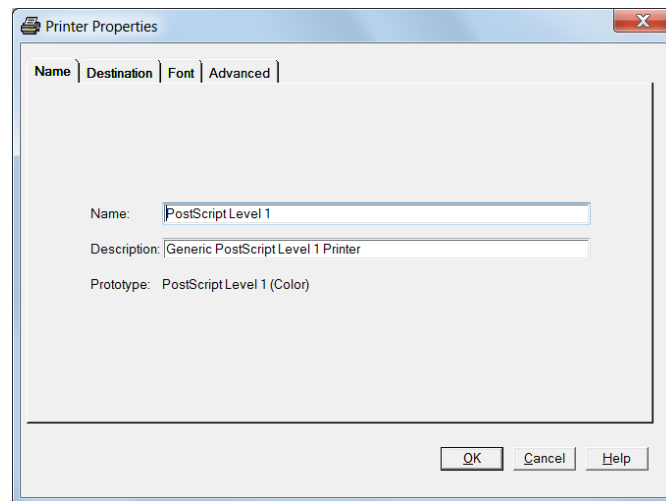 Printer Properties
Name Destination Font Advanced
Name: PostScript Level 1
Description: Generic PostScript Level 1 Printer
Prototype: PostScript Level 1 (Color)
OK Cancel Help